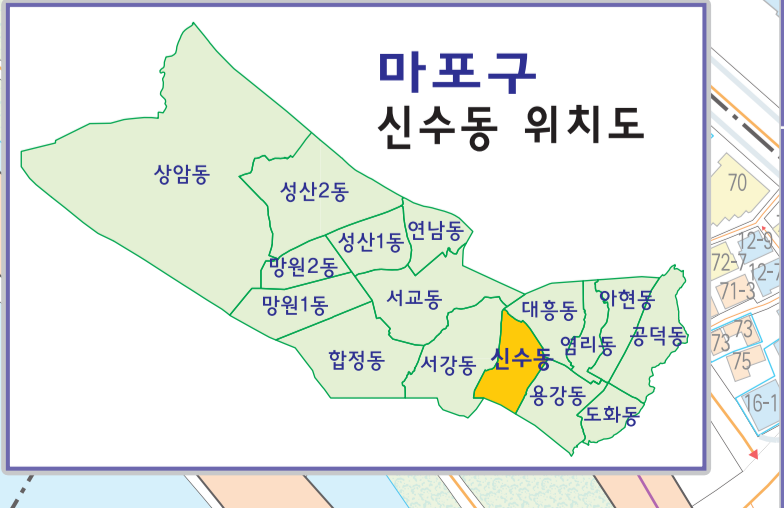 마포구
신수동 위치도
상암동
성산2동
성산1동
연남동
망원2동
망원1동
서교동
대흥동
아현동
공덕동
염리동
합정동
서강동
신수동
용강동
도화동
70
12-9
72-7
12-7
71-3
73
73
75
16-1